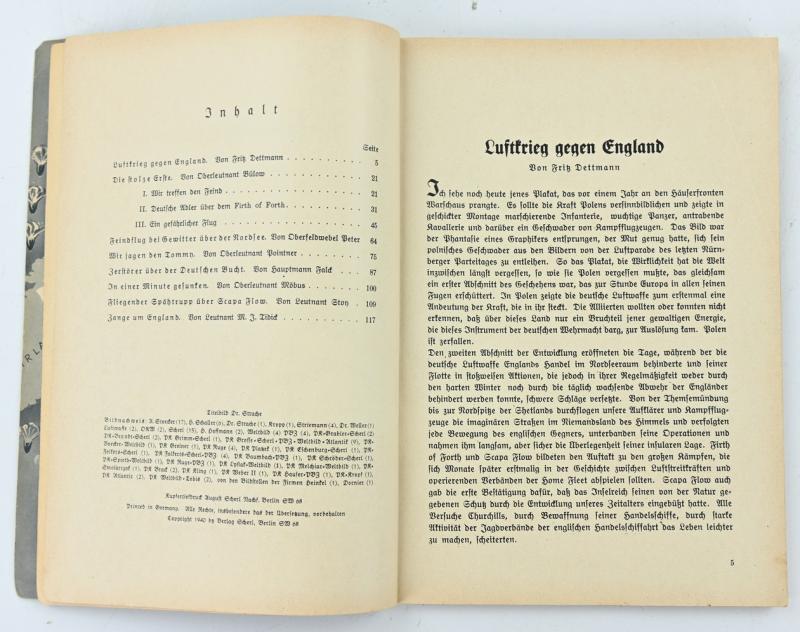 Inhalt
Seite
Luftkrieg gegen England. Von Fritz Dettmann . . . . . . . . . . 5
Die stolze Erste. Von Oberleutnant Bülow . . . . . . . . . . . 21
I. Wir treffen den Feind . . . . . . . . . . . . . . . . 21
II. Deutsche Adler über dem Firth of Forth . . . . . . . . . 31
III. Ein gefährlicher Flug . . . . . . . . . . . . . . . . 45
Feindflug bei Gewitter über der Nordsee. Von Oberfeldwebel Peter 64
Wir jagen den Tommy. Von Oberleutnant Pointner . . . . . . . 75
Zerstörer über der Deutschen Bucht. Von Hauptmann Falck . . . 87
In einer Minute gesunken. Von Oberleutnant Möbus . . . . . . 100
Fliegender Spähtrupp über Scapa Flow. Von Leutnant Stoy . . 109
Zange um England. Von Leutnant M. J. Tidick . . . . . . . . . 117
Titelbild Dr. Strache
Kupfertiefdruck August Scherl Nachf., Berlin SW 68
Printed in Germany. Alle Rechte, insbesondere das der Übersetzung, vorbehalten
Copyright 1940 by Verlag Scherl, Berlin SW 68
Luftkrieg gegen England
Von Fritz Dettmann
Ich sehe noch heute jenes Plakat, das vor einem Jahr an den Häuserfronten
Warschaus prangte. Es sollte die Kraft Polens versinnbildlichen und zeigte in
geschickter Montage marschierende Infanterie, wuchtige Panzer, antrabende
Kavallerie und darüber ein Geschwader von Kampfflugzeugen. Das Bild war
der Phantasie eines Graphikers entsprungen, der Mut genug hatte, sich sein
polnisches Geschwader aus den Bildern von der Luftparade des letzten Nürn-
berger Parteitages zu entleihen. So das Plakat, die Wirklichkeit hat die Welt
inzwischen längst vergessen, so wie sie Polen vergessen mußte, das gleichsam
ein erster Abschnitt des Geschehens war, das zur Stunde Europa in allen seinen
Fugen erschüttert. In Polen zeigte die deutsche Luftwaffe zum erstenmal eine
Andeutung der Kraft, die in ihr steckt. Die Alliierten wollten oder konnten nicht
erkennen, daß über dieses Land nur ein Bruchteil jener gewaltigen Energie,
die dieses Instrument der deutschen Wehrmacht barg, zur Auslösung kam. Polen
ist zerfallen.
Den zweiten Abschnitt der Entwicklung eröffneten die Tage, während der die
deutsche Luftwaffe Englands Handel im Nordseeraum behinderte und seiner
Flotte in stoßweisen Aktionen, die jedoch in ihrer Regelmäßigkeit weder durch
den harten Winter noch durch die täglich wachsende Abwehr der Engländer
behindert werden konnte, schwere Schläge versetzte. Von der Themsemündung
bis zur Nordspitze der Shetlands durchflogen unsere Aufklärer und Kampfflug-
zeuge die imaginären Straßen im Niemandsland des Himmels und verfolgten
jede Bewegung des englischen Gegners, unterbanden seine Operationen und
nahmen ihm langsam, aber sicher die Überlegenheit seiner insularen Lage. Firth
of Forth und Scapa Flow bildeten den Auftakt zu den großen Kämpfen, die
sich Monate später erstmalig in der Geschichte zwischen Luftstreitkräften und
operierenden Verbänden der Home Fleet abspielen sollten. Scapa Flow auch
gab die erste Bestätigung dafür, daß das Inselreich seinen von der Natur ge-
gebenen Schutz durch die Entwicklung unseres Zeitalters eingebüßt hatte. Alle
Versuche Churchills, durch Bewaffnung seiner Handelsschiffe, durch starke
Aktivität der Jagdverbände der englischen Handelsschiffahrt das Leben leichter
zu machen, scheiterten.
5